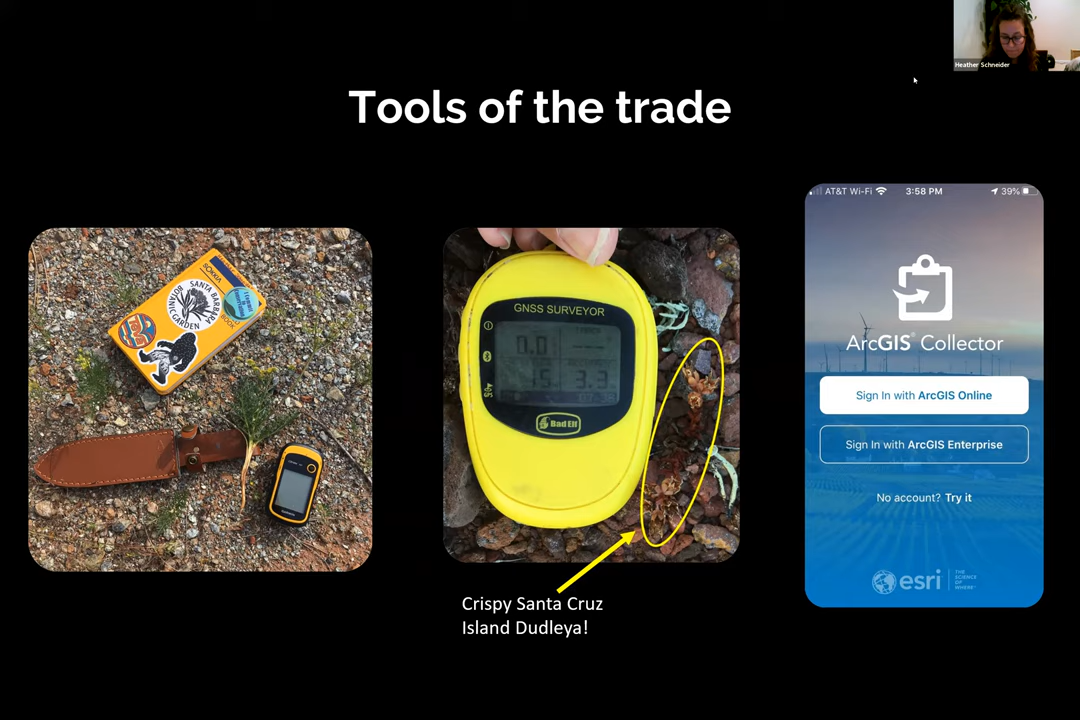 Heather Schneider
Tools of the trade
SOKKIA
SANTA BARBARA
BOTANIC GARDEN
GNSS SURVEYOR
0.0
3.3
Bad Elf
Crispy Santa Cruz
Island Dudleya!
AT&T Wi-Fi 3:58 PM 39%
ArcGIS® Collector
Sign In with ArcGIS Online
Sign In with ArcGIS Enterprise
No account? Try it
esri THE
SCIENCE
OF
WHERE